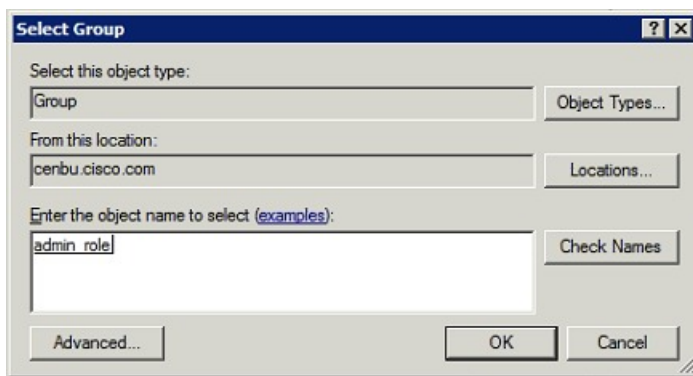 Select Group
?
X
Select this object type:
Group
Object Types...
From this location:
cenbu.cisco.com
Locations...
Enter the object name to select (examples):
admin_role
Check Names
Advanced...
OK
Cancel